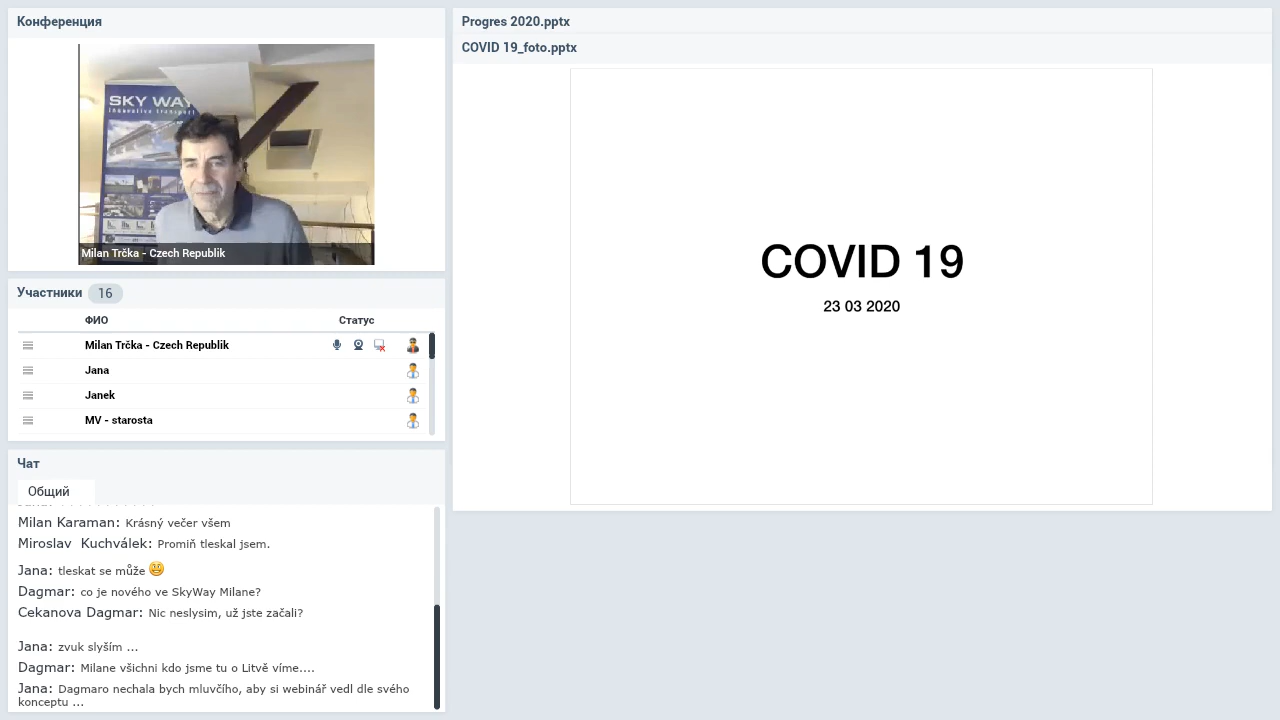 Конференция
SKY WAY
innovative transport
Milan Trčka - Czech Republik
Участники 16
ФИО Статус
Milan Trčka - Czech Republik
Jana
Janek
MV - starosta
Чат
Общий
Milan Karaman: Krásný večer všem
Miroslav Kuchválek: Promiň tleskal jsem.
Jana: tleskat se může
Dagmar: co je nového ve SkyWay Milane?
Cekanova Dagmar: Nic neslysim, už jste začali?
Jana: zvuk slyším ...
Dagmar: Milane všichni kdo jsme tu o Litvě víme....
Jana: Dagmaro nechala bych mluvčího, aby si webinář vedl dle svého
konceptu ...
Progres 2020.pptx
COVID 19_foto.pptx
COVID 19
23 03 2020